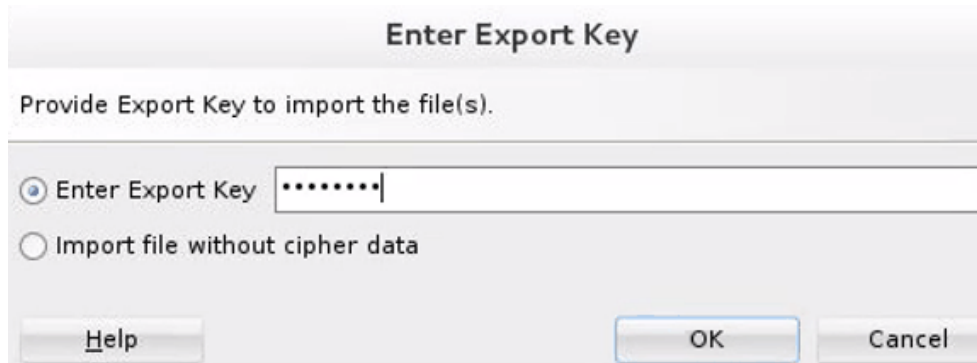 Enter Export Key
Provide Export Key to import the file(s).
Enter Export Key •••••••••
Import file without cipher data
Help OK Cancel